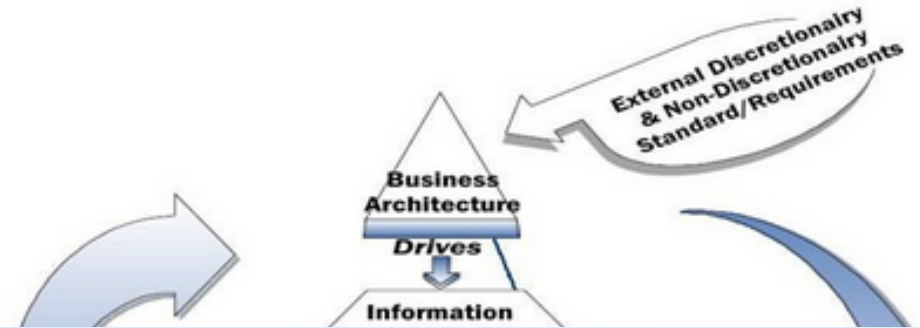 External Discretionairy
& Non-Discretionairy
Standard/Requirements
Business
Architecture
Drives
Information